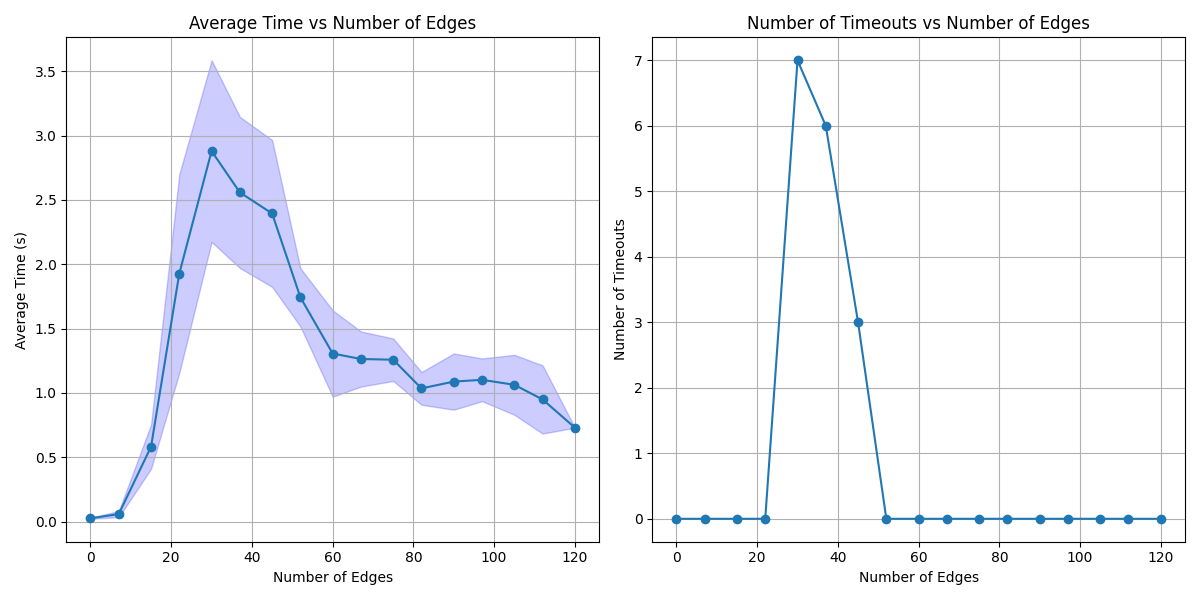 Average Time vs Number of Edges
3.5
3.0
2.5
2.0
1.5
1.0
0.5
0.0
Average Time (s)
0 20 40 60 80 100 120
Number of Edges
Number of Timeouts vs Number of Edges
7
6
5
4
3
2
1
0
Number of Timeouts
0 20 40 60 80 100 120
Number of Edges